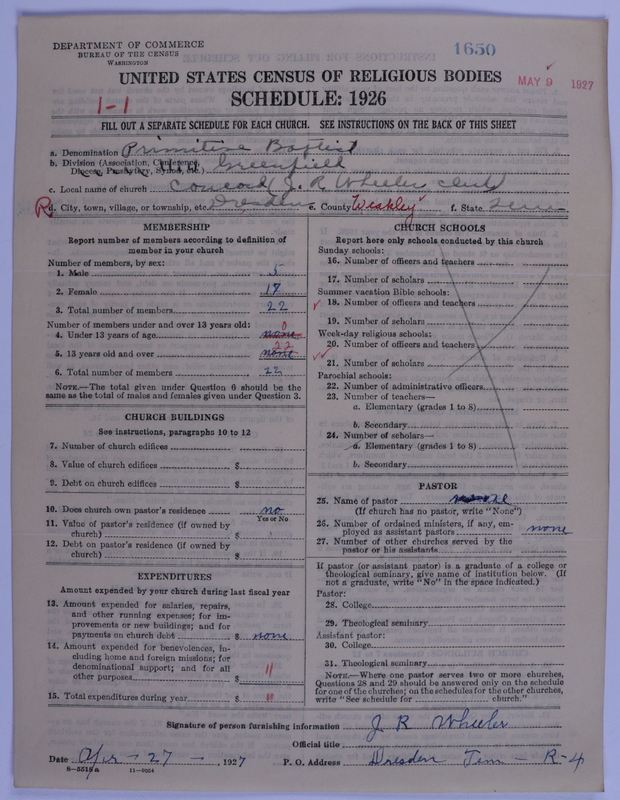 DEPARTMENT OF COMMERCE
BUREAU OF THE CENSUS
WASHINGTON
1650
UNITED STATES CENSUS OF RELIGIOUS BODIES
MAY 9 1927
SCHEDULE: 1926
1-1
FILL OUT A SEPARATE SCHEDULE FOR EACH CHURCH. SEE INSTRUCTIONS ON THE BACK OF THIS SHEET
a. Denomination Primitive Baptist
b. Division (Association, Conference, Diocese, Presbytery, Synod, etc.) Greenfield
c. Local name of church Concord (J. R. Wheeler clerk)
R d. City, town, village, or township, etc. Dresden e. County Weakley f. State Tenn
MEMBERSHIP
Report number of members according to definition of
member in your church
Number of members, by sex:
1. Male 5
2. Female 17
3. Total number of members 22
Number of members under and over 13 years old:
4. Under 13 years of age none 0
5. 13 years old and over none 22
6. Total number of members 22
NOTE.—The total given under Question 6 should be the
same as the total of males and females given under Question 3.
CHURCH BUILDINGS
See instructions, paragraphs 10 to 12
7. Number of church edifices
8. Value of church edifices $
9. Debt on church edifices $
10. Does church own pastor's residence no
Yes or No
11. Value of pastor's residence (if owned by
church) $
12. Debt on pastor's residence (if owned by
church) $
EXPENDITURES
Amount expended by your church during last fiscal year
13. Amount expended for salaries, repairs,
and other running expenses; for im-
provements or new buildings; and for
payments on church debt $ none
14. Amount expended for benevolences, in-
cluding home and foreign missions; for
denominational support; and for all
other purposes $ "
15. Total expenditures during year $ "
CHURCH SCHOOLS
Report here only schools conducted by this church
Sunday schools:
16. Number of officers and teachers
17. Number of scholars
Summer vacation Bible schools:
18. Number of officers and teachers
19. Number of scholars
Week-day religious schools:
20. Number of officers and teachers
21. Number of scholars
Parochial schools:
22. Number of administrative officers
23. Number of teachers—
a. Elementary (grades 1 to 8)
b. Secondary
24. Number of scholars—
a. Elementary (grades 1 to 8)
b. Secondary
PASTOR
25. Name of pastor none
(If church has no pastor, write "None")
26. Number of ordained ministers, if any, em-
ployed as assistant pastors none
27. Number of other churches served by the
pastor or his assistants
If pastor (or assistant pastor) is a graduate of a college or
theological seminary, give name of institution below. (If
not a graduate, write "No" in the space indicated.)
Pastor:
28. College
29. Theological seminary
Assistant pastor:
30. College
31. Theological seminary
NOTE.—Where one pastor serves two or more churches,
Questions 28 and 29 should be answered only on the schedule
for one of the churches; on the schedules for the other churches,
write "See schedule for church."
Signature of person furnishing information J R Wheeler
Official title
Date Apr - 27 -, 1927 P. O. Address Dresden Tenn - R-4
8-5518a 11-9024